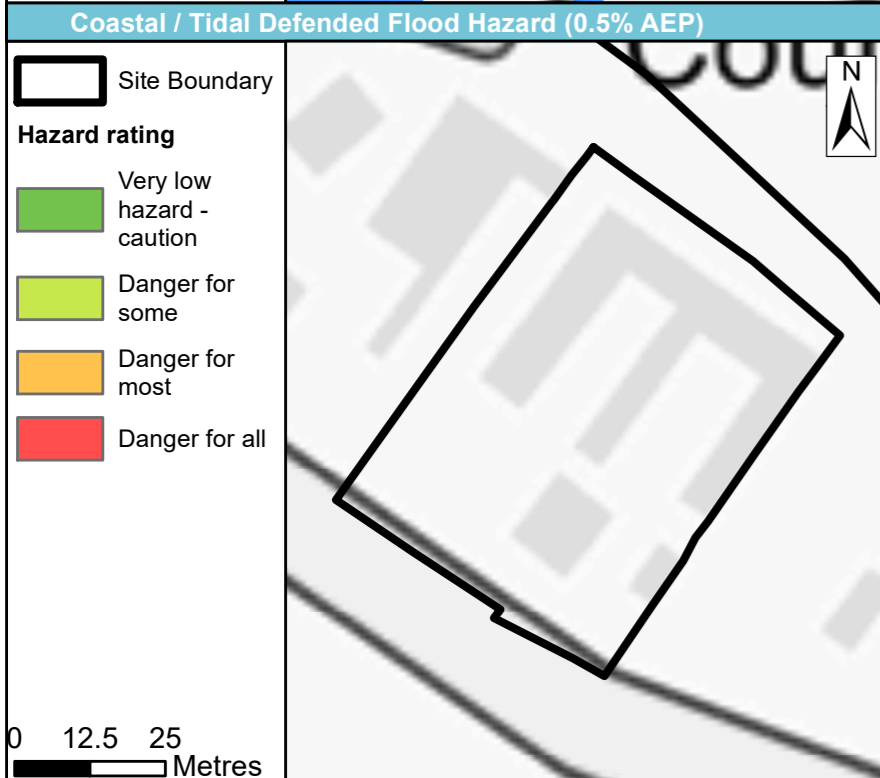 Coastal / Tidal Defended Flood Hazard (0.5% AEP)
Site Boundary
Hazard rating
Very low
hazard -
caution
Danger for
some
Danger for
most
Danger for all
0 12.5 25
Metres
N